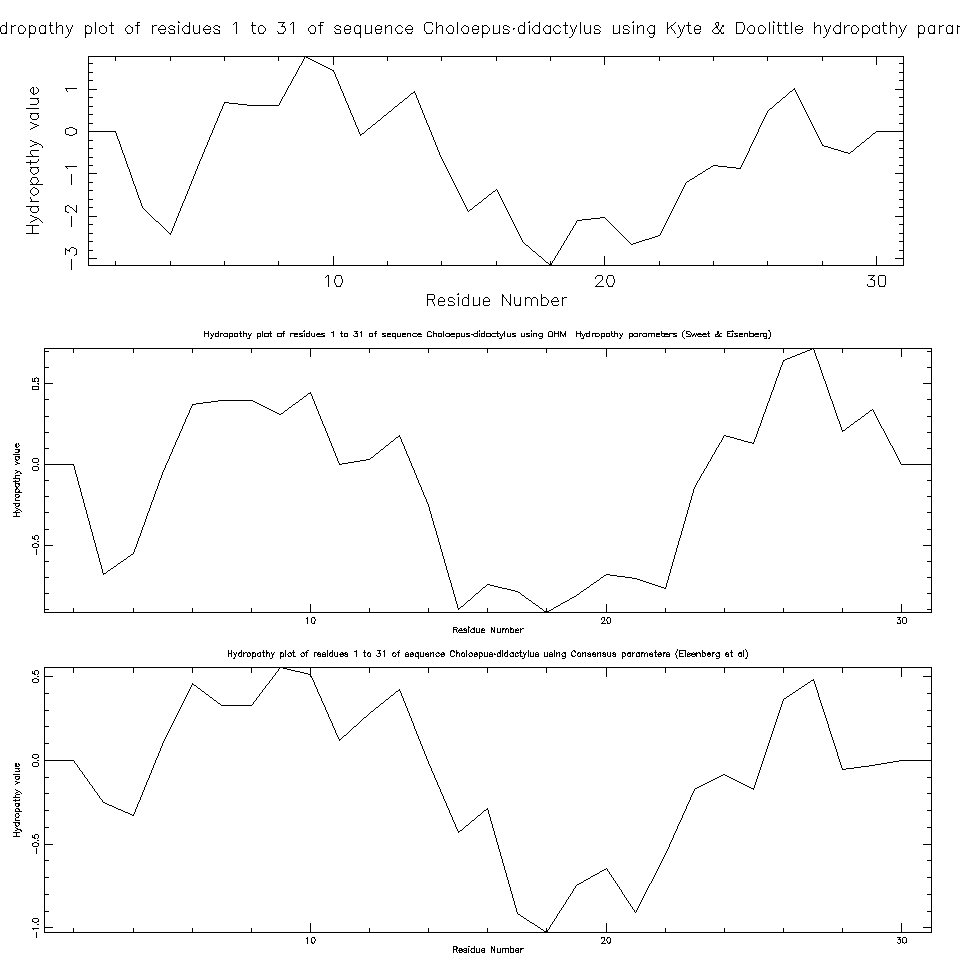 dropathy plot of residues 1 to 31 of sequence Choloepus-didactylus using Kyte & Doolittle hydropathy parar
Hydropathy value
1
0
-1
-2
-3
10 20 30
Residue Number
Hydropathy plot of residues 1 to 31 of sequence Choloepus-didactylus using OHM Hydropathy parameters (Sweet & Eisenberg)
Hydropathy value
0.5
0.0
-0.5
10 20 30
Residue Number
Hydropathy plot of residues 1 to 31 of sequence Choloepus-didactylus using Consensus parameters (Eisenberg et al)
Hydropathy value
0.5
0.0
-0.5
-1.0
10 20 30
Residue Number